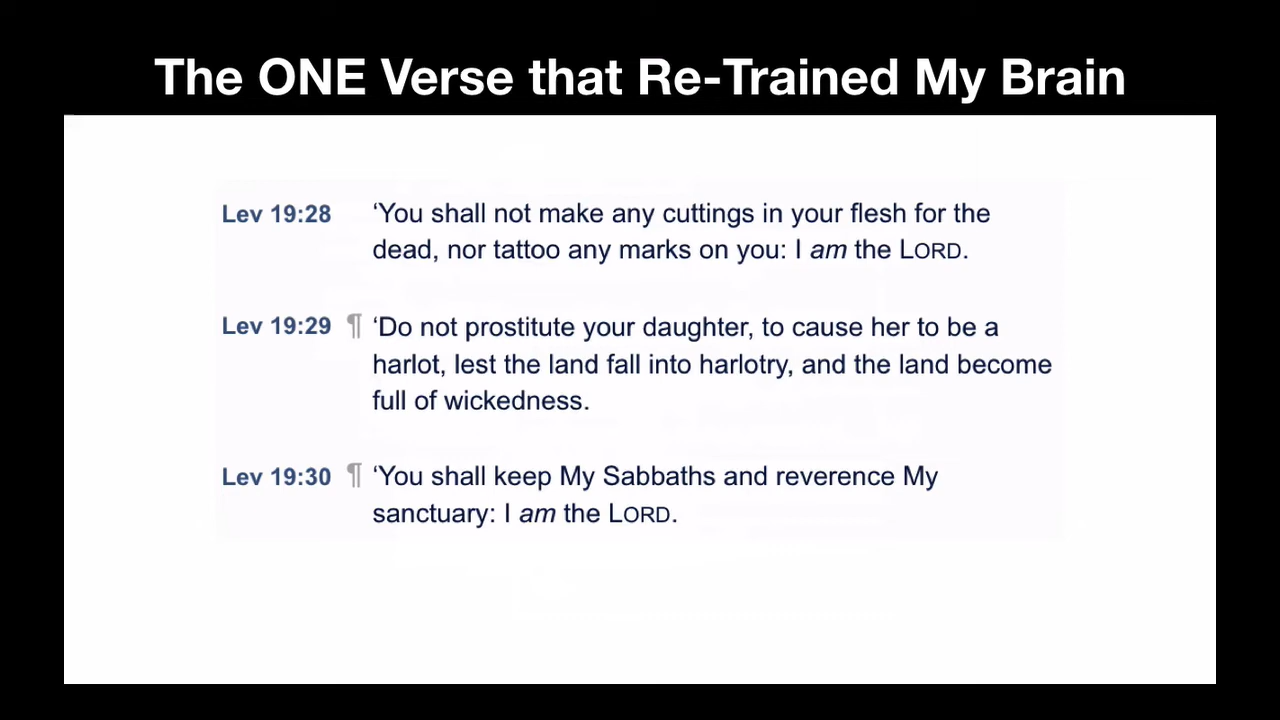 The ONE Verse that Re-Trained My Brain
Lev 19:28 ‘You shall not make any cuttings in your flesh for the
dead, nor tattoo any marks on you: I am the LORD.
Lev 19:29 ¶ ‘Do not prostitute your daughter, to cause her to be a
harlot, lest the land fall into harlotry, and the land become
full of wickedness.
Lev 19:30 ¶ ‘You shall keep My Sabbaths and reverence My
sanctuary: I am the LORD.